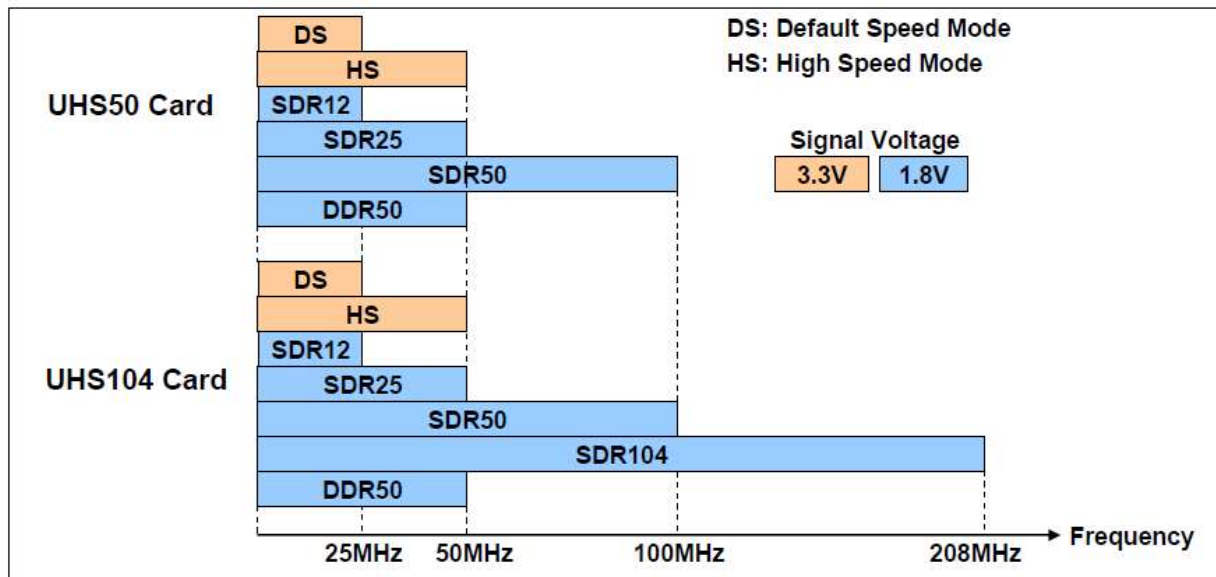 DS: Default Speed Mode
HS: High Speed Mode
Signal Voltage
3.3V 1.8V
UHS50 Card
DS
HS
SDR12
SDR25
SDR50
DDR50
UHS104 Card
DS
HS
SDR12
SDR25
SDR50
SDR104
DDR50
25MHz 50MHz 100MHz 208MHz
Frequency